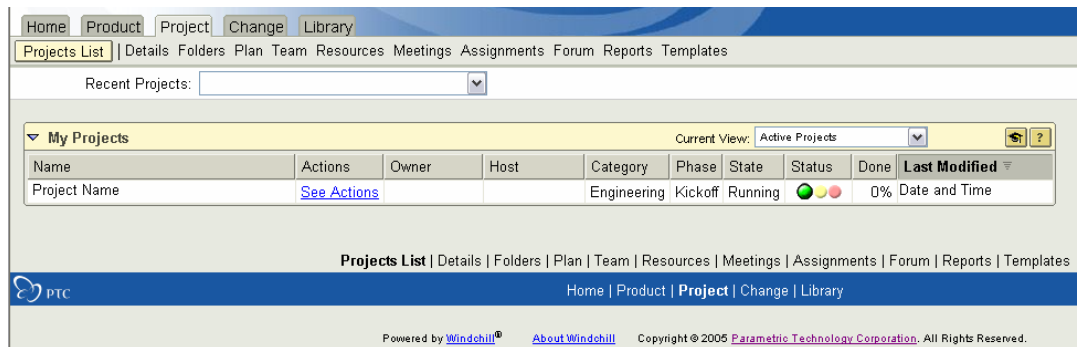 Home Product Project Change Library
Projects List | Details Folders Plan Team Resources Meetings Assignments Forum Reports Templates
Recent Projects:
My Projects Current View: Active Projects ?
Name Actions Owner Host Category Phase State Status Done Last Modified
Project Name See Actions Engineering Kickoff Running 0% Date and Time
Projects List | Details | Folders | Plan | Team | Resources | Meetings | Assignments | Forum | Reports | Templates
PTC Home | Product | Project | Change | Library
Powered by Windchill® About Windchill Copyright © 2005 Parametric Technology Corporation. All Rights Reserved.